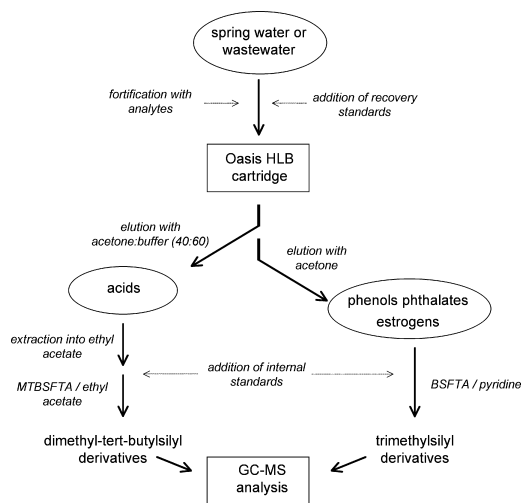 spring water or
wastewater
fortification with
analytes
addition of recovery
standards
Oasis HLB
cartridge
elution with
acetone:buffer (40:60)
elution with
acetone
acids
phenols phthalates
estrogens
extraction into ethyl
acetate
addition of internal
standards
MTBSFTA / ethyl
acetate
BSFTA / pyridine
dimethyl-tert-butylsilyl
derivatives
trimethylsilyl
derivatives
GC-MS
analysis